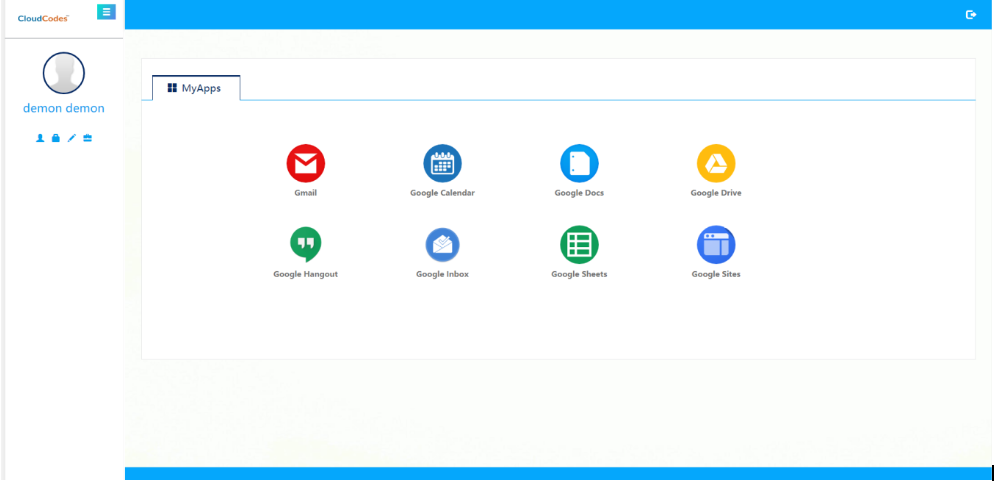 CloudCodes
demon demon
MyApps
Gmail
Google Calendar
Google Docs
Google Drive
Google Hangout
Google Inbox
Google Sheets
Google Sites